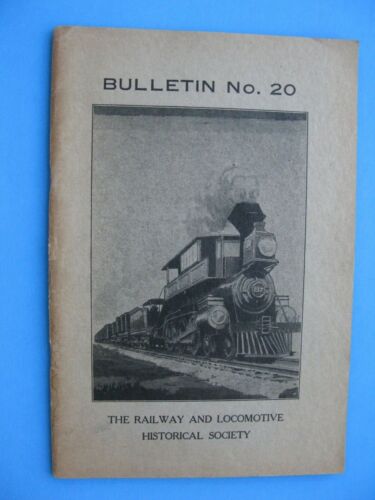 BULLETIN No. 20
THE RAILWAY AND LOCOMOTIVE
HISTORICAL SOCIETY